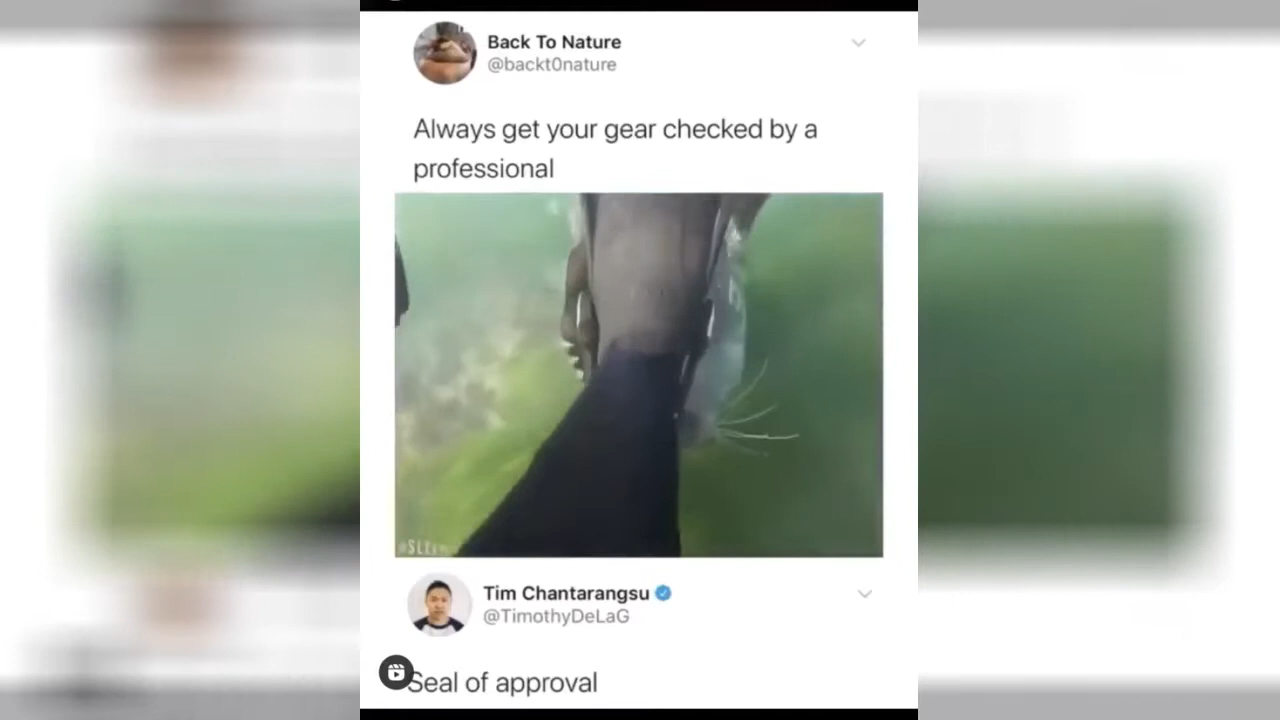 Back To Nature
@backt0nature
Always get your gear checked by a
professional
Tim Chantarangsu
@TimothyDeLaG
Seal of approval